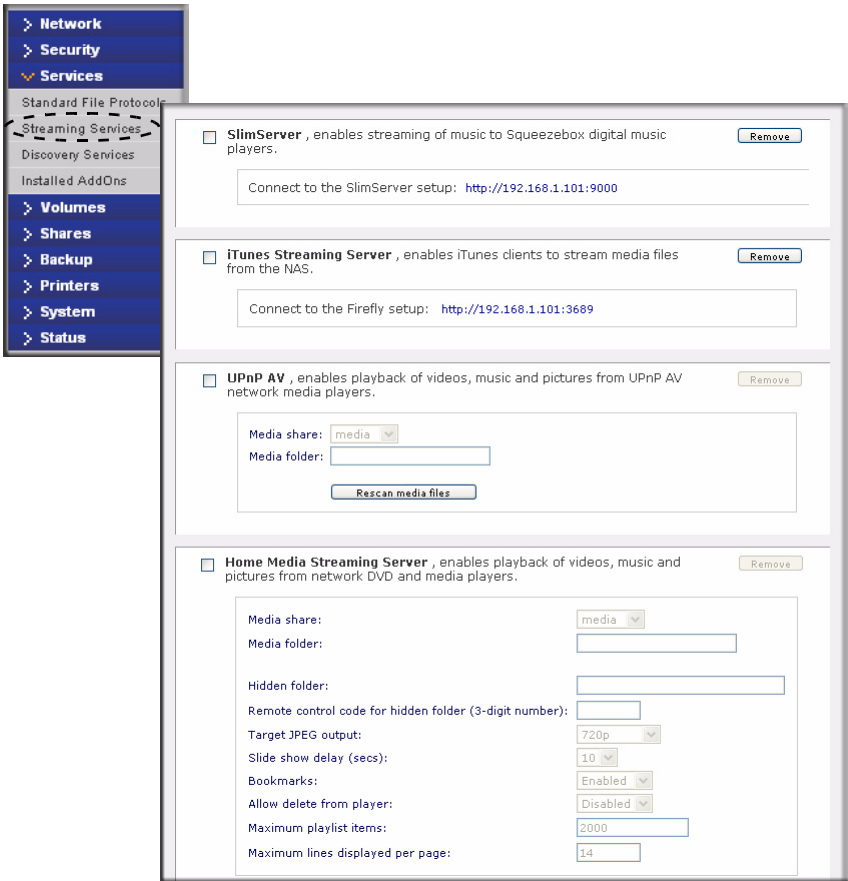 Network
Security
Services
Standard File Protocols
Streaming Services
Discovery Services
Installed AddOns
Volumes
Shares
Backup
Printers
System
Status
SlimServer , enables streaming of music to Squeezebox digital music
players.
Remove
Connect to the SlimServer setup: http://192.168.1.101:9000
iTunes Streaming Server , enables iTunes clients to stream media files
from the NAS.
Remove
Connect to the Firefly setup: http://192.168.1.101:3689
UPnP AV , enables playback of videos, music and pictures from UPnP AV
network media players.
Remove
Media share: media
Media folder:
Rescan media files
Home Media Streaming Server , enables playback of videos, music and
pictures from network DVD and media players.
Remove
Media share: media
Media folder:
Hidden folder:
Remote control code for hidden folder (3-digit number):
Target JPEG output: 720p
Slide show delay (secs): 10
Bookmarks: Enabled
Allow delete from player: Disabled
Maximum playlist items: 2000
Maximum lines displayed per page: 14